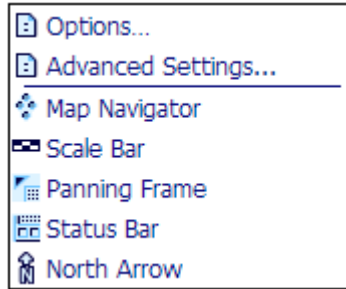 Options...
Advanced Settings...
Map Navigator
Scale Bar
Panning Frame
Status Bar
North Arrow